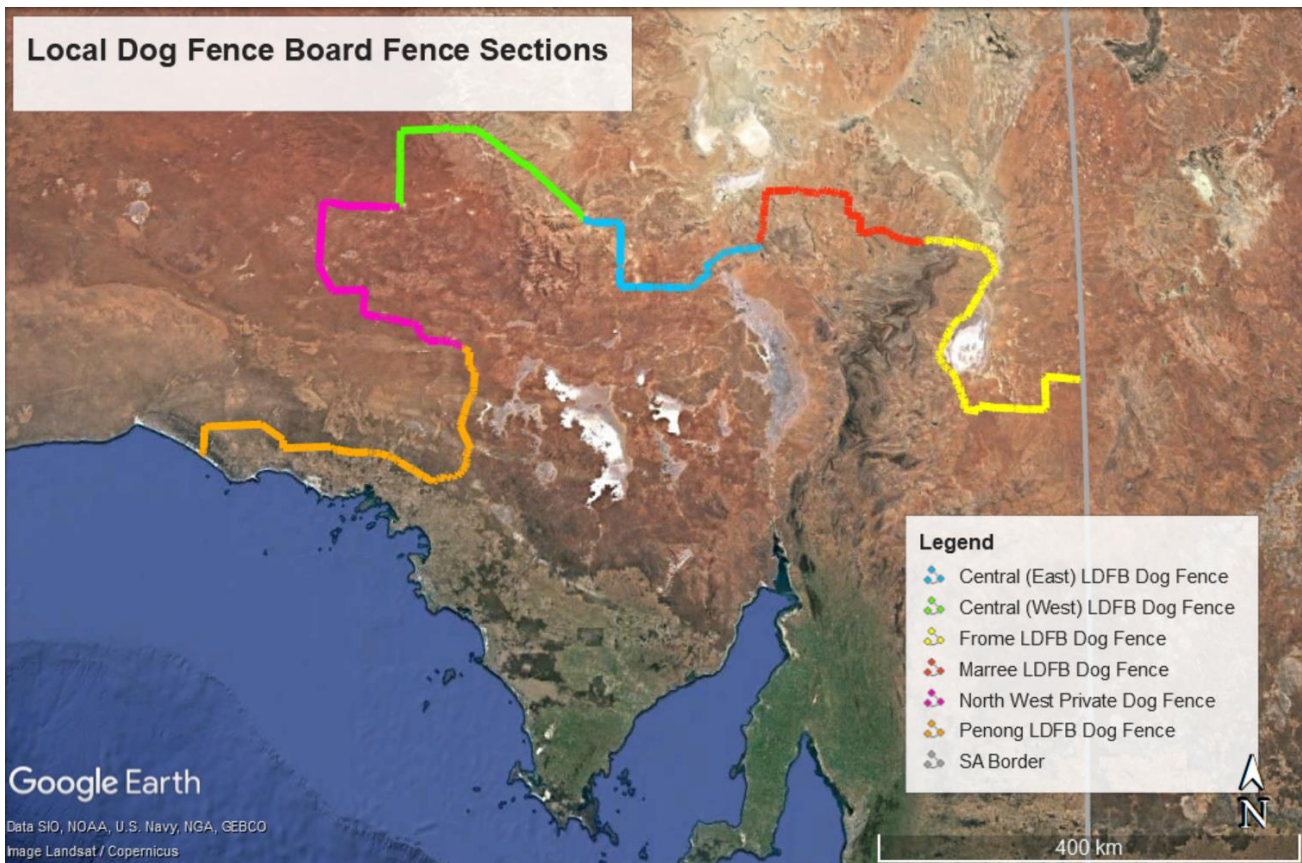 Local Dog Fence Board Fence Sections
Legend
Central (East) LDFB Dog Fence
Central (West) LDFB Dog Fence
Frome LDFB Dog Fence
Marree LDFB Dog Fence
North West Private Dog Fence
Penong LDFB Dog Fence
SA Border
Google Earth
Data SIO, NOAA, U.S. Navy, NGA, GEBCO
Image Landsat / Copernicus
N
400 km